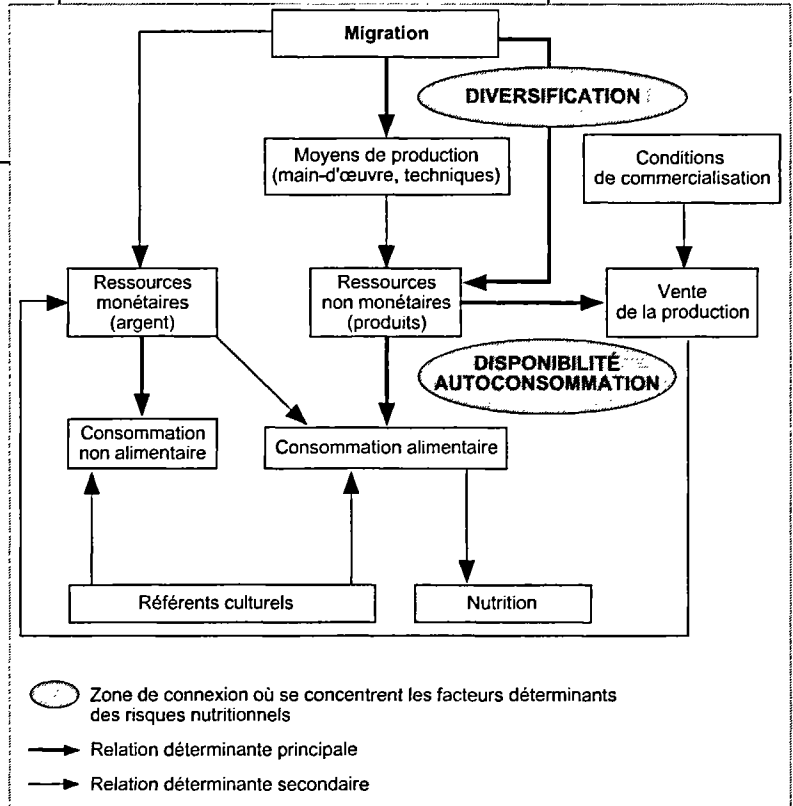 Migration
DIVERSIFICATION
Moyens de production
(main-d'œuvre, techniques)
Conditions
de commercialisation
Ressources
monétaires
(argent)
Ressources
non monétaires
(produits)
Vente
de la production
DISPONIBILITÉ
AUTOCONSOMMATION
Consommation
non alimentaire
Consommation alimentaire
Référents culturels
Nutrition
Zone de connexion où se concentrent les facteurs déterminants
des risques nutritionnels
Relation déterminante principale
Relation déterminante secondaire